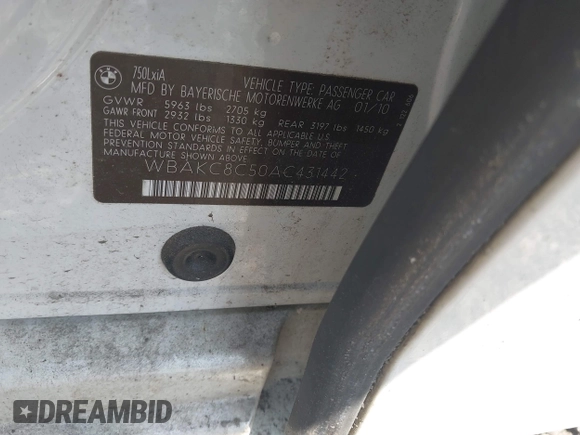 BMW
750LxiA
VEHICLE TYPE: PASSENGER CAR
MFD BY BAYERISCHE MOTORENWERKE AG 01/10
GVWR 5963 lbs 2705 kg
GAWR FRONT 2932 lbs 1330 kg REAR 3197 lbs 1450 kg
THIS VEHICLE CONFORMS TO ALL APPLICABLE U.S.
FEDERAL MOTOR VEHICLE SAFETY, BUMPER AND THEFT
PREVENTION STANDARDS IN EFFECT ON THE DATE OF
MANUFACTURE SHOWN ABOVE.
WBAKC8C50AC431442
DREAMBID